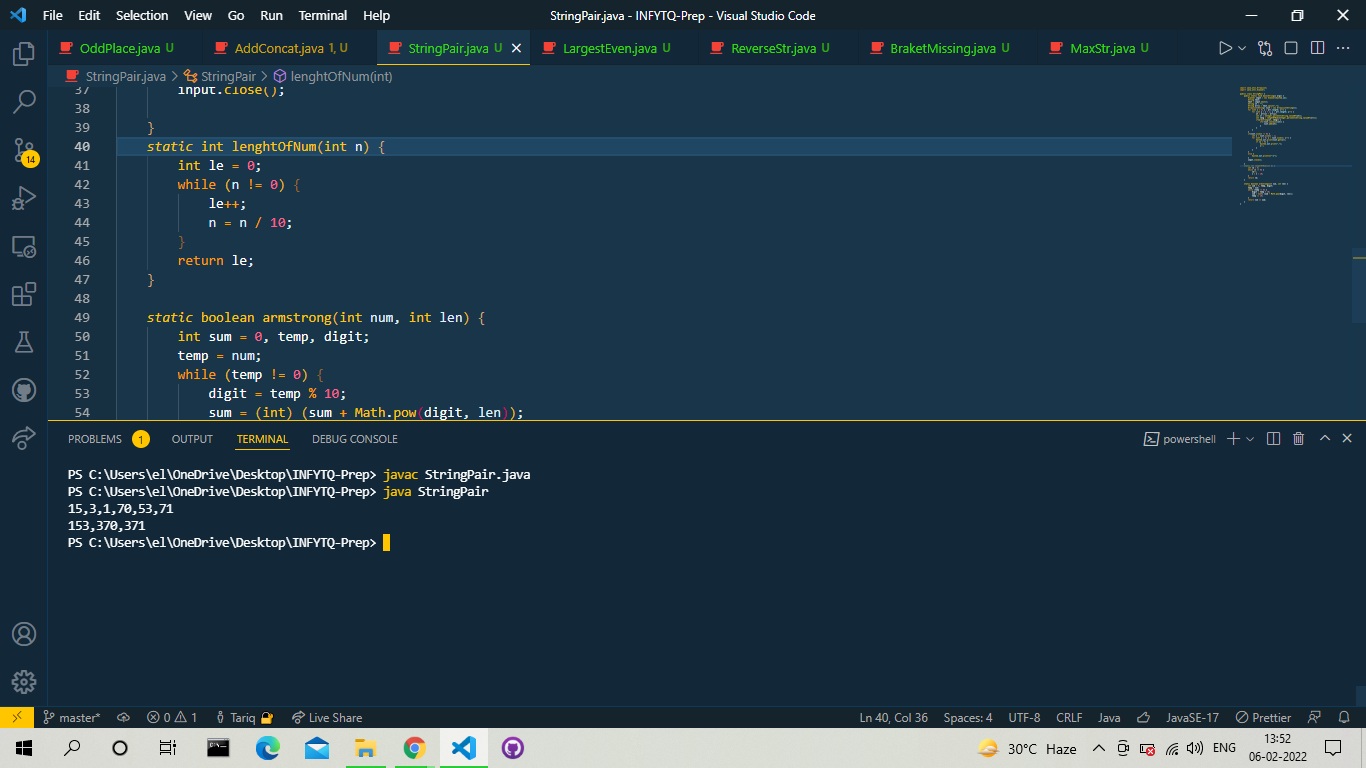 File Edit Selection View Go Run Terminal Help StringPair.java - INFYTQ-Prep - Visual Studio Code
OddPlace.java U AddConcat.java 1, U StringPair.java U LargestEven.java U ReverseStr.java U BraketMissing.java U MaxStr.java U
StringPair.java > StringPair > lenghtOfNum(int)
37 input.close();
38
39 }
40 static int lenghtOfNum(int n) {
41 int le = 0;
42 while (n != 0) {
43 le++;
44 n = n / 10;
45 }
46 return le;
47 }
48
49 static boolean armstrong(int num, int len) {
50 int sum = 0, temp, digit;
51 temp = num;
52 while (temp != 0) {
53 digit = temp % 10;
54 sum = (int) (sum + Math.pow(digit, len));
14
PROBLEMS 1 OUTPUT TERMINAL DEBUG CONSOLE powershell
PS C:\Users\el\OneDrive\Desktop\INFYTQ-Prep> javac StringPair.java
PS C:\Users\el\OneDrive\Desktop\INFYTQ-Prep> java StringPair
15,3,1,70,53,71
153,370,371
PS C:\Users\el\OneDrive\Desktop\INFYTQ-Prep>
master* 0 1 Tariq Live Share Ln 40, Col 36 Spaces: 4 UTF-8 CRLF Java JavaSE-17 Prettier
30°C Haze ENG 13:52
06-02-2022